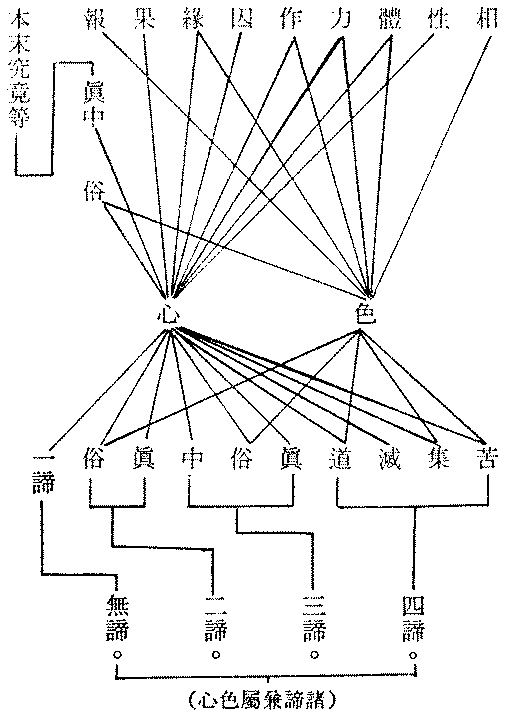 相
性
體
力
作
因
緣
果
報
本末究竟等
眞中
俗
色
心
苦
集
滅
道
眞
俗
中
眞
俗
一諦
四諦
三諦
二諦
無諦
(心色屬兼諦諸)